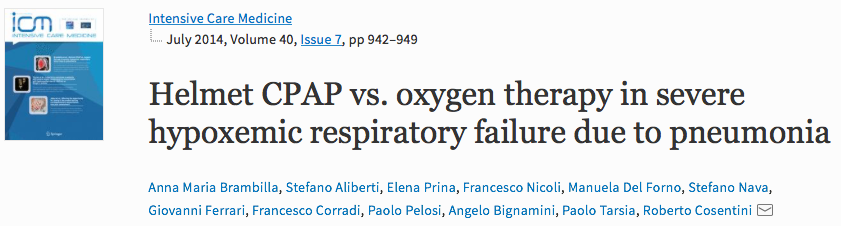 icm
INTENSIVE CARE MEDICINE
Intensive Care Medicine
July 2014, Volume 40, Issue 7, pp 942–949
Helmet CPAP vs. oxygen therapy in severe
hypoxemic respiratory failure due to pneumonia
Anna Maria Brambilla, Stefano Aliberti, Elena Prina, Francesco Nicoli, Manuela Del Forno, Stefano Nava,
Giovanni Ferrari, Francesco Corradi, Paolo Pelosi, Angelo Bignamini, Paolo Tarsia, Roberto Cosentini